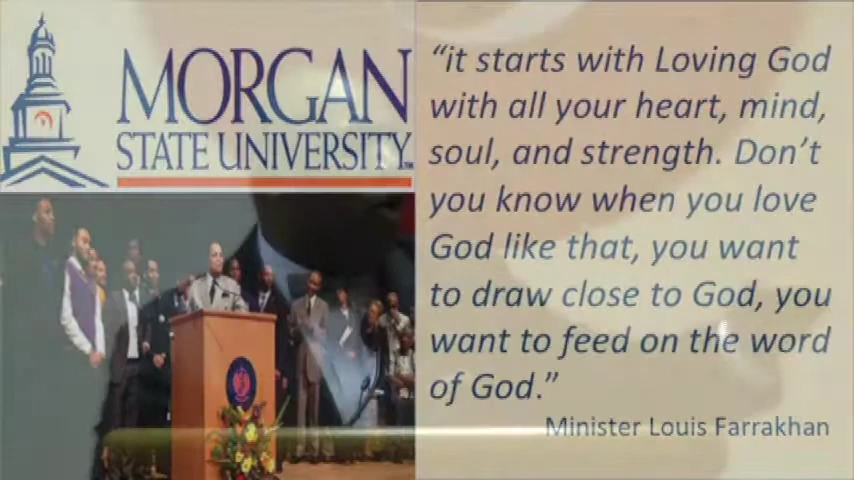 MORGAN
STATE UNIVERSITY
“it starts with Loving God
with all your heart, mind,
soul, and strength. Don’t
you know when you love
God like that, you want
to draw close to God, you
want to feed on the word
of God.”
Minister Louis Farrakhan